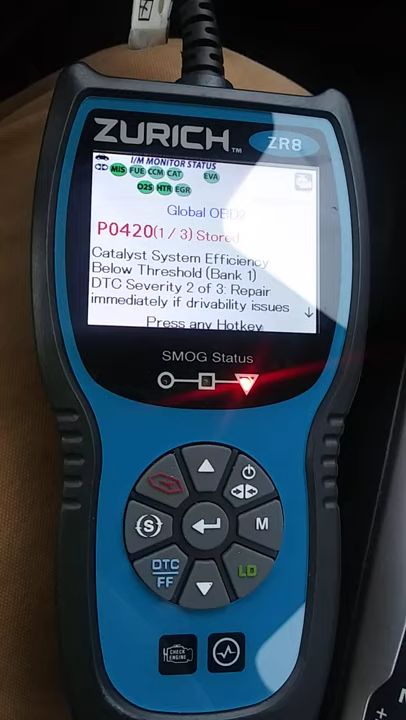 ZURICH™
ZR8
I/M MONITOR STATUS
MIS FUE CCM CAT EVA
O2S HTR EGR
Global OBD2
P0420(1 / 3) Stored
Catalyst System Efficiency
Below Threshold (Bank 1)
DTC Severity 2 of 3: Repair
immediately if drivability issues
Press any Hotkey
SMOG Status
S
M
DTC
FF
LD
CHECK
ENGINE